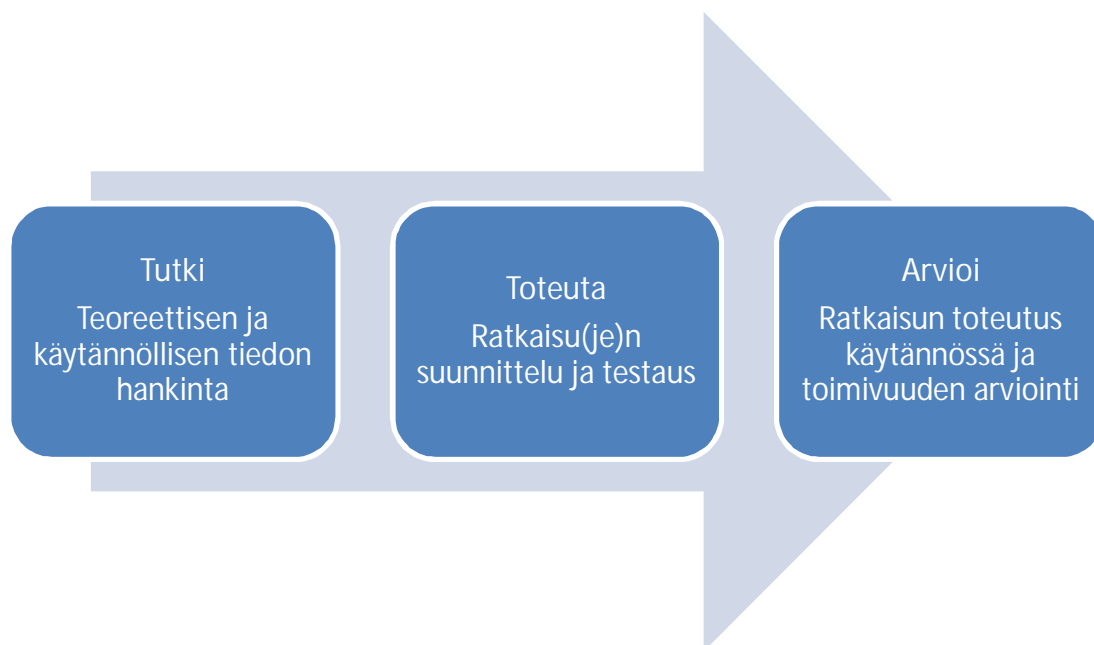 Tutki
Teoreettisen ja
käytännöllisen tiedon
hankinta
Toteuta
Ratkaisu(je)n
suunnittelu ja testaus
Arvioi
Ratkaisun toteutus
käytännössä ja
toimivuuden arviointi